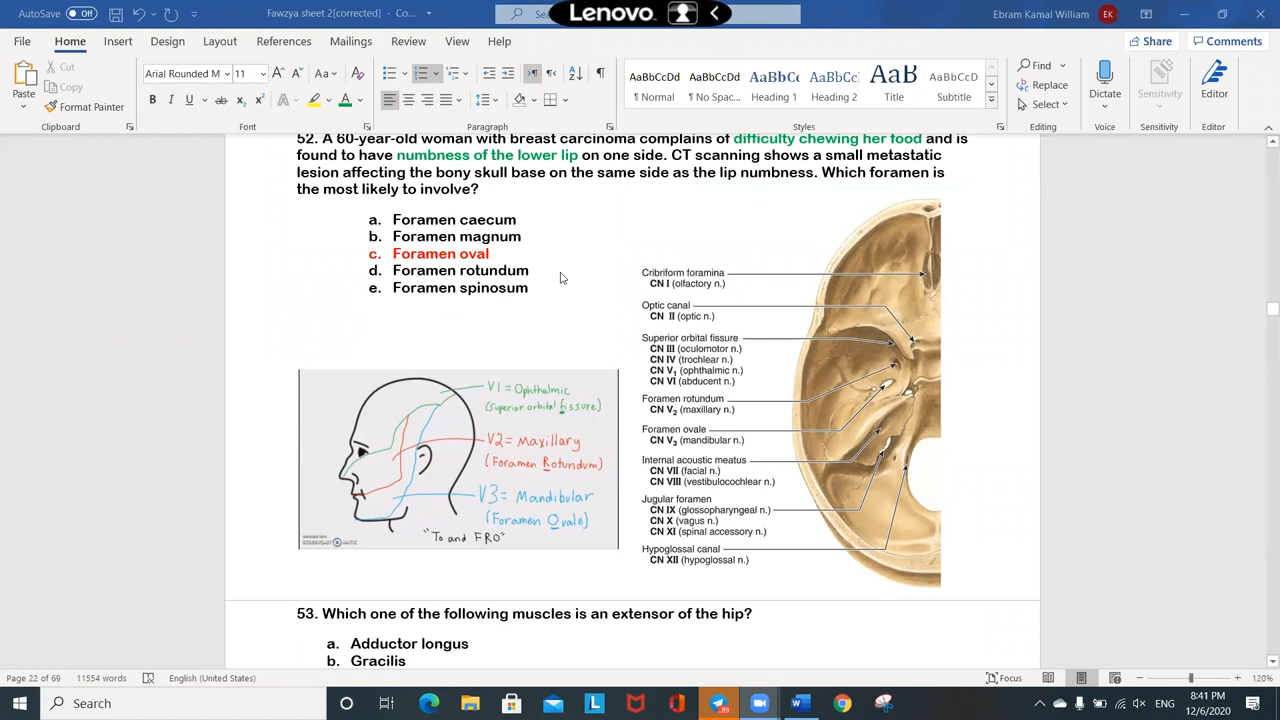 Lenovo
AutoSave Off
Fawzya 5001
Ebram Kamal William EK
File Home Insert Design Layout References Mailings Review View Help
Share Comments
Paste
Cut
Copy
Format Painter
Arial Rounded M 11
AaBbCcDd AaBbCcDd AaBbCc AaBbCcI AaB AaBbCcD
¶ Normal ¶ No Spac... Heading 1 Heading 2 Title Subtitle
Find
Replace
Select
Dictate Sensitivity Editor
Clipboard Font Paragraph Styles Editing Voice Sensitivity Editor
52. A 60-year-old woman with breast carcinoma complains of difficulty chewing her food and is
found to have numbness of the lower lip on one side. CT scanning shows a small metastatic
lesion affecting the bony skull base on the same side as the lip numbness. Which foramen is
the most likely to involve?
a. Foramen caecum
b. Foramen magnum
c. Foramen oval
d. Foramen rotundum
e. Foramen spinosum
Cribriform foramina
CN I (olfactory n.)
Optic canal
CN II (optic n.)
Superior orbital fissure
CN III (oculomotor n.)
CN IV (trochlear n.)
CN V1 (ophthalmic n.)
CN VI (abducent n.)
Foramen rotundum
CN V2 (maxillary n.)
Foramen ovale
CN V3 (mandibular n.)
Internal acoustic meatus
CN VII (facial n.)
CN VIII (vestibulocochlear n.)
Jugular foramen
CN IX (glossopharyngeal n.)
CN X (vagus n.)
CN XI (spinal accessory n.)
Hypoglossal canal
CN XII (hypoglossal n.)
V1 = Ophthalmic
(Superior orbital fissure)
V2 = Maxillary
(Foramen Rotundum)
V3 = Mandibular
(Foramen Ovale)
"To and FRO"
53. Which one of the following muscles is an extensor of the hip?
a. Adductor longus
b. Gracilis
Page 22 of 69 11554 words English (United States) Focus 120%
Search
8:41 PM
12/6/2020